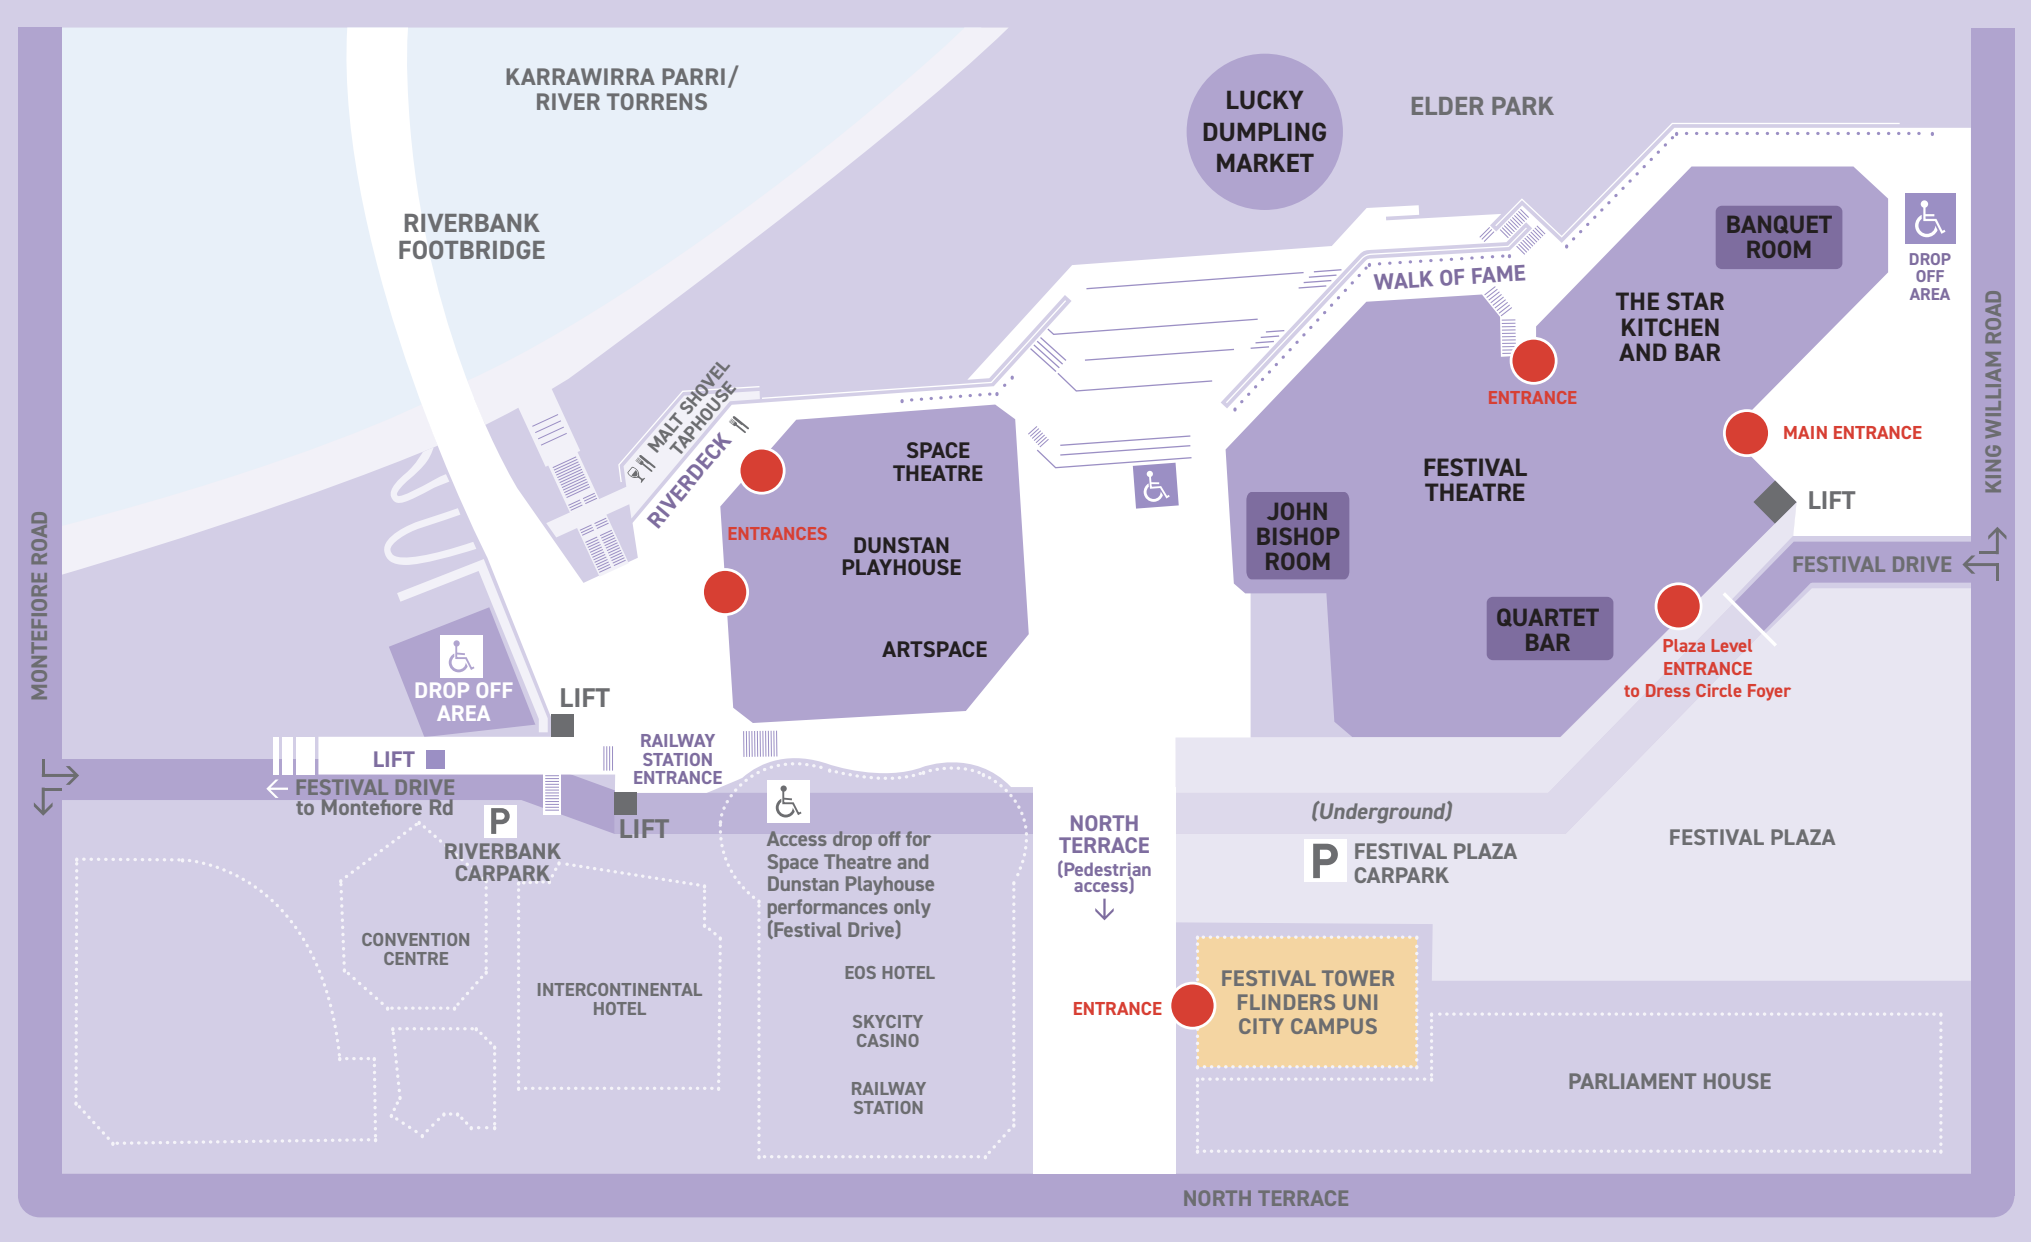 KARRAWIRRA PARRI/
RIVER TORRENS
LUCKY
DUMPLING
MARKET
ELDER PARK
RIVERBANK
FOOTBRIDGE
BANQUET
ROOM
DROP
OFF
AREA
WALK OF FAME
THE STAR
KITCHEN
AND BAR
KING WILLIAM ROAD
ENTRANCE
MAIN ENTRANCE
MALT SHOVEL
TAPHOUSE
RIVERDECK
SPACE
THEATRE
FESTIVAL
THEATRE
LIFT
ENTRANCES
DUNSTAN
PLAYHOUSE
JOHN
BISHOP
ROOM
FESTIVAL DRIVE
MONTEFIORE ROAD
ARTSPACE
QUARTET
BAR
Plaza Level
ENTRANCE
to Dress Circle Foyer
DROP OFF
AREA
LIFT
RAILWAY
STATION
ENTRANCE
LIFT
FESTIVAL DRIVE
to Montefiore Rd
P
RIVERBANK
CARPARK
LIFT
Access drop off for
Space Theatre and
Dunstan Playhouse
performances only
(Festival Drive)
NORTH
TERRACE
(Pedestrian
access)
(Underground)
P
FESTIVAL PLAZA
CARPARK
FESTIVAL PLAZA
CONVENTION
CENTRE
INTERCONTINENTAL
HOTEL
EOS HOTEL
SKYCITY
CASINO
RAILWAY
STATION
ENTRANCE
FESTIVAL TOWER
FLINDERS UNI
CITY CAMPUS
PARLIAMENT HOUSE
NORTH TERRACE